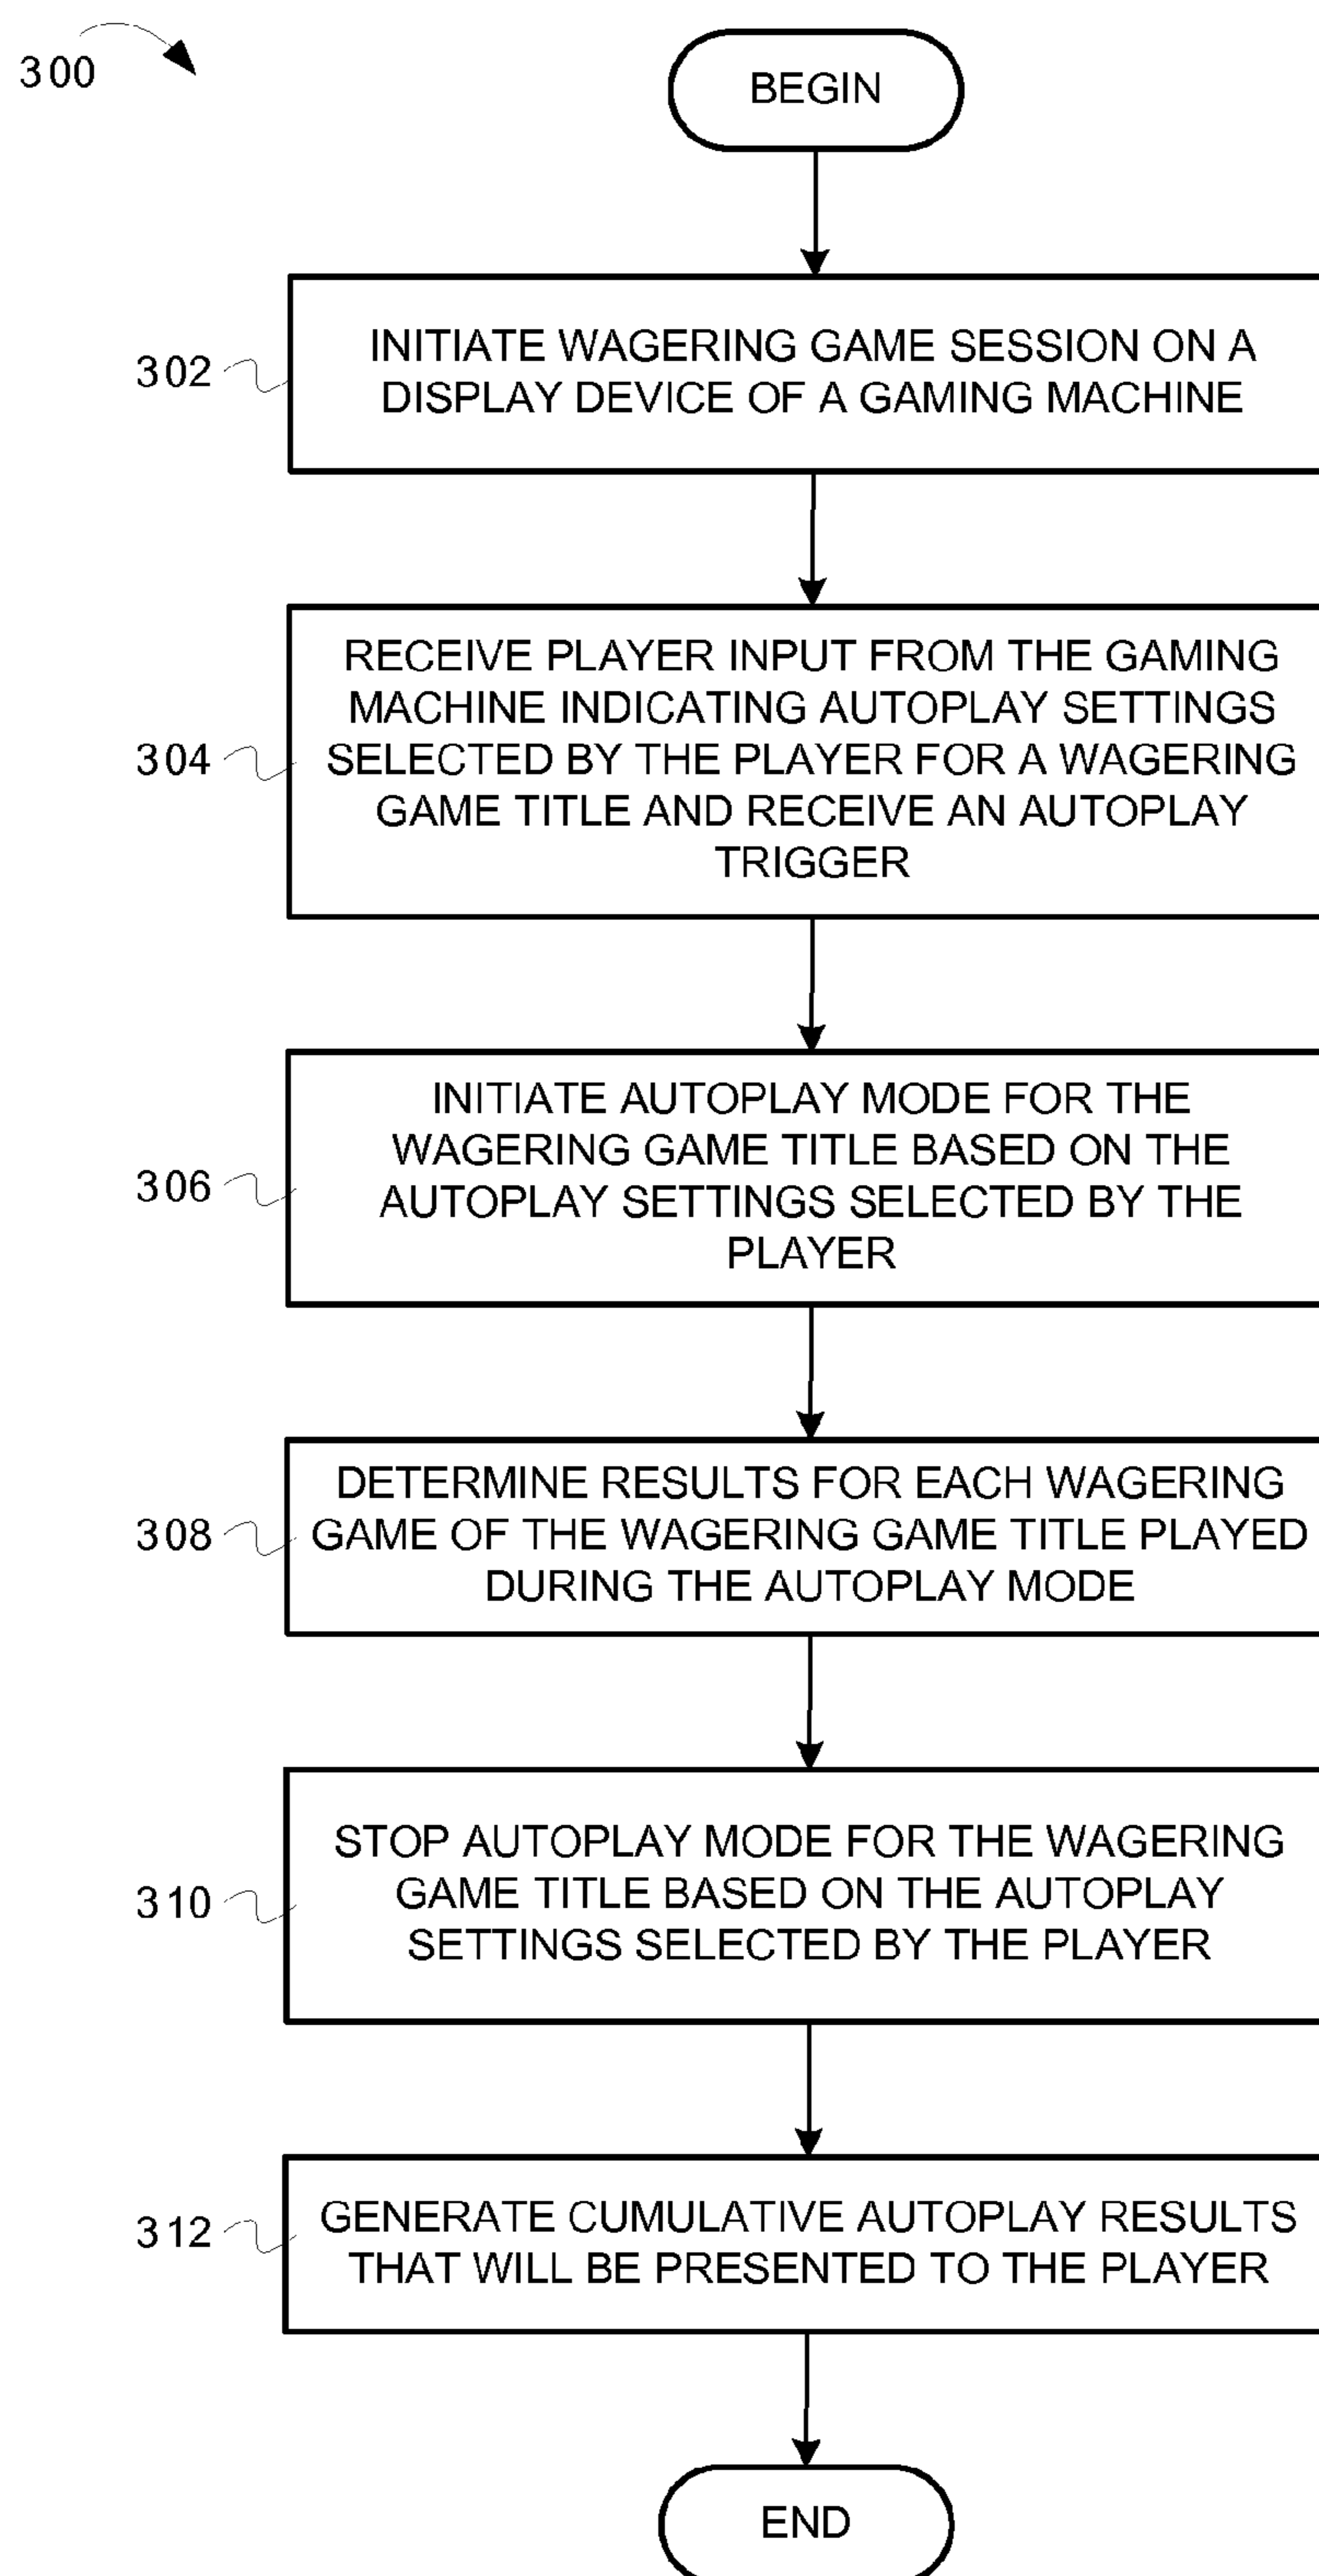 300
BEGIN
302
INITIATE WAGERING GAME SESSION ON A
DISPLAY DEVICE OF A GAMING MACHINE
304
RECEIVE PLAYER INPUT FROM THE GAMING
MACHINE INDICATING AUTOPLAY SETTINGS
SELECTED BY THE PLAYER FOR A WAGERING
GAME TITLE AND RECEIVE AN AUTOPLAY
TRIGGER
306
INITIATE AUTOPLAY MODE FOR THE
WAGERING GAME TITLE BASED ON THE
AUTOPLAY SETTINGS SELECTED BY THE
PLAYER
308
DETERMINE RESULTS FOR EACH WAGERING
GAME OF THE WAGERING GAME TITLE PLAYED
DURING THE AUTOPLAY MODE
310
STOP AUTOPLAY MODE FOR THE WAGERING
GAME TITLE BASED ON THE AUTOPLAY
SETTINGS SELECTED BY THE PLAYER
312
GENERATE CUMULATIVE AUTOPLAY RESULTS
THAT WILL BE PRESENTED TO THE PLAYER
END